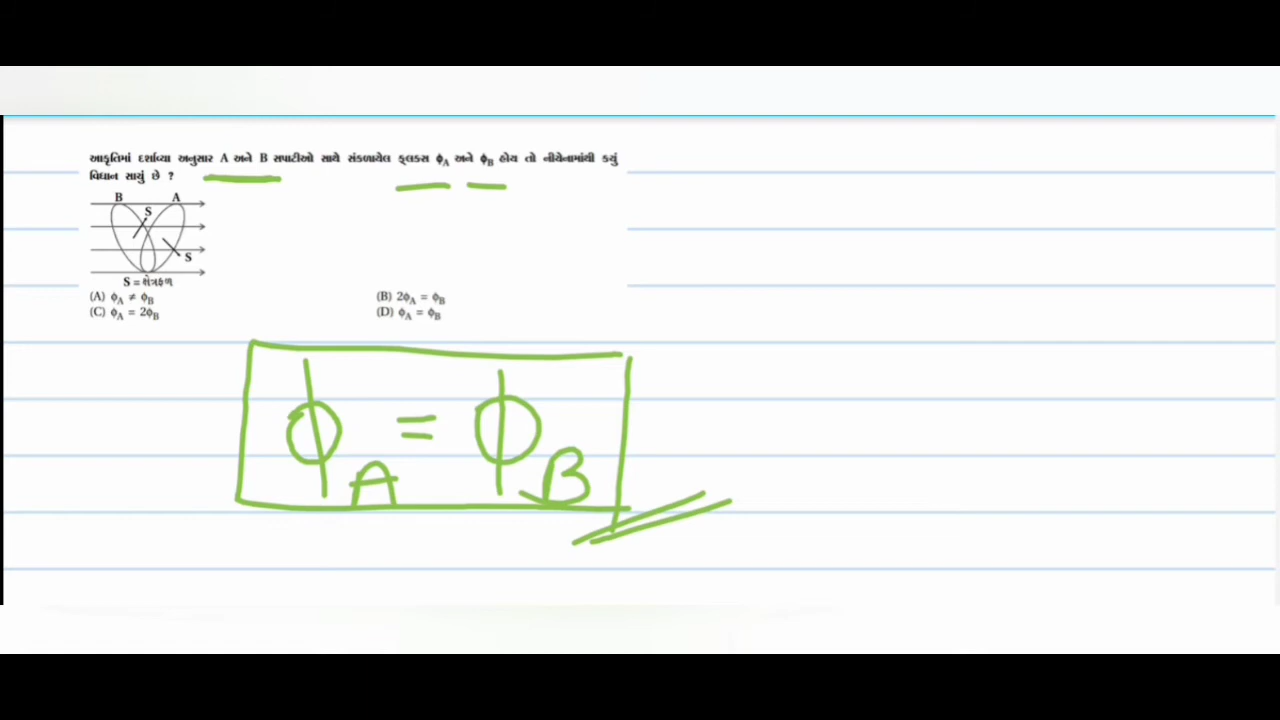 આકૃતિમાં દર્શાવ્યા અનુસાર A અને B સપાટીઓ સાથે સંકળાયેલ ફ્લક્સ ϕA અને ϕB હોય તો નીચેનામાંથી કયું
વિધાન સાચું છે ?
B A
S
S
S = ક્ષેત્રફળ
(A) ϕA ≠ ϕB (B) 2ϕA = ϕB
(C) ϕA = 2ϕB (D) ϕA = ϕB
ϕA = ϕB